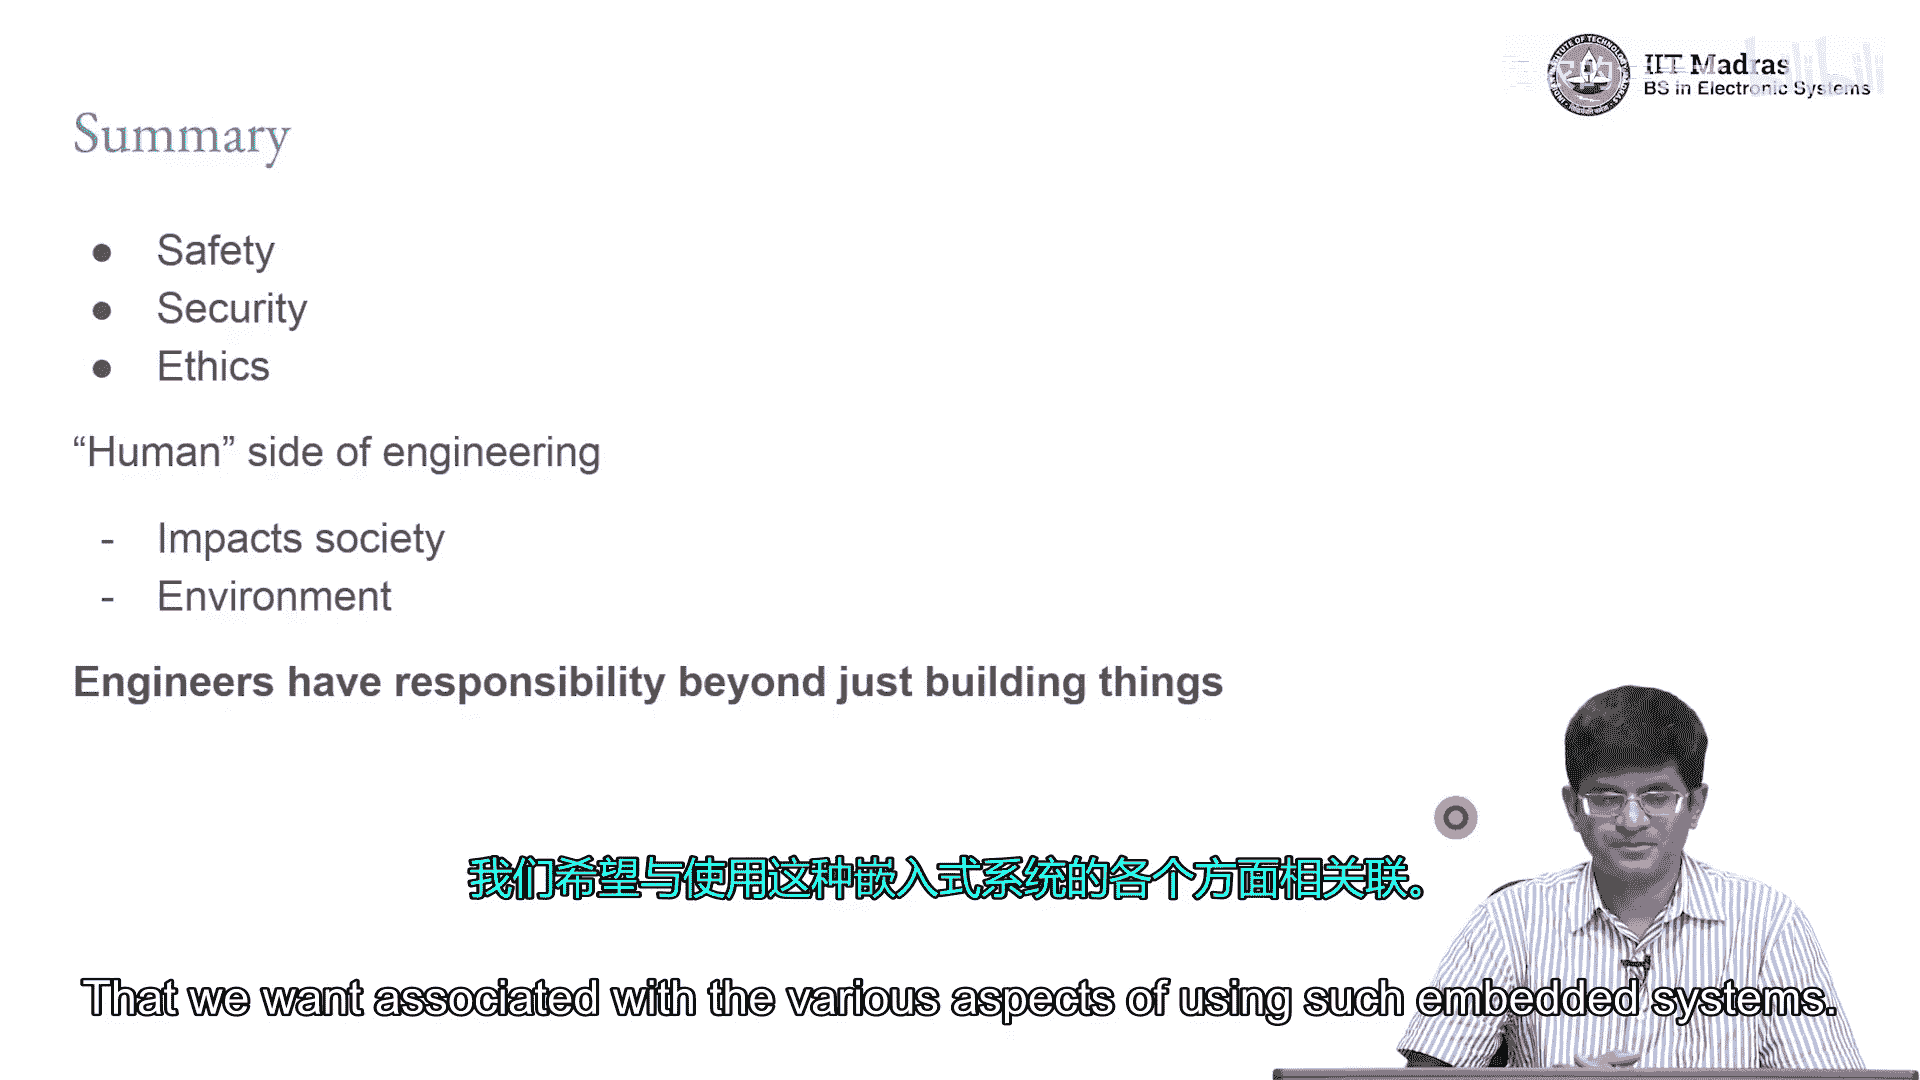 IIT Madras
BS in Electronic Systems
Summary
● Safety
● Security
● Ethics
“Human” side of engineering
- Impacts society
- Environment
Engineers have responsibility beyond just building things
我们希望与使用这种嵌入式系统的各个方面相关联。
That we want associated with the various aspects of using such embedded systems.